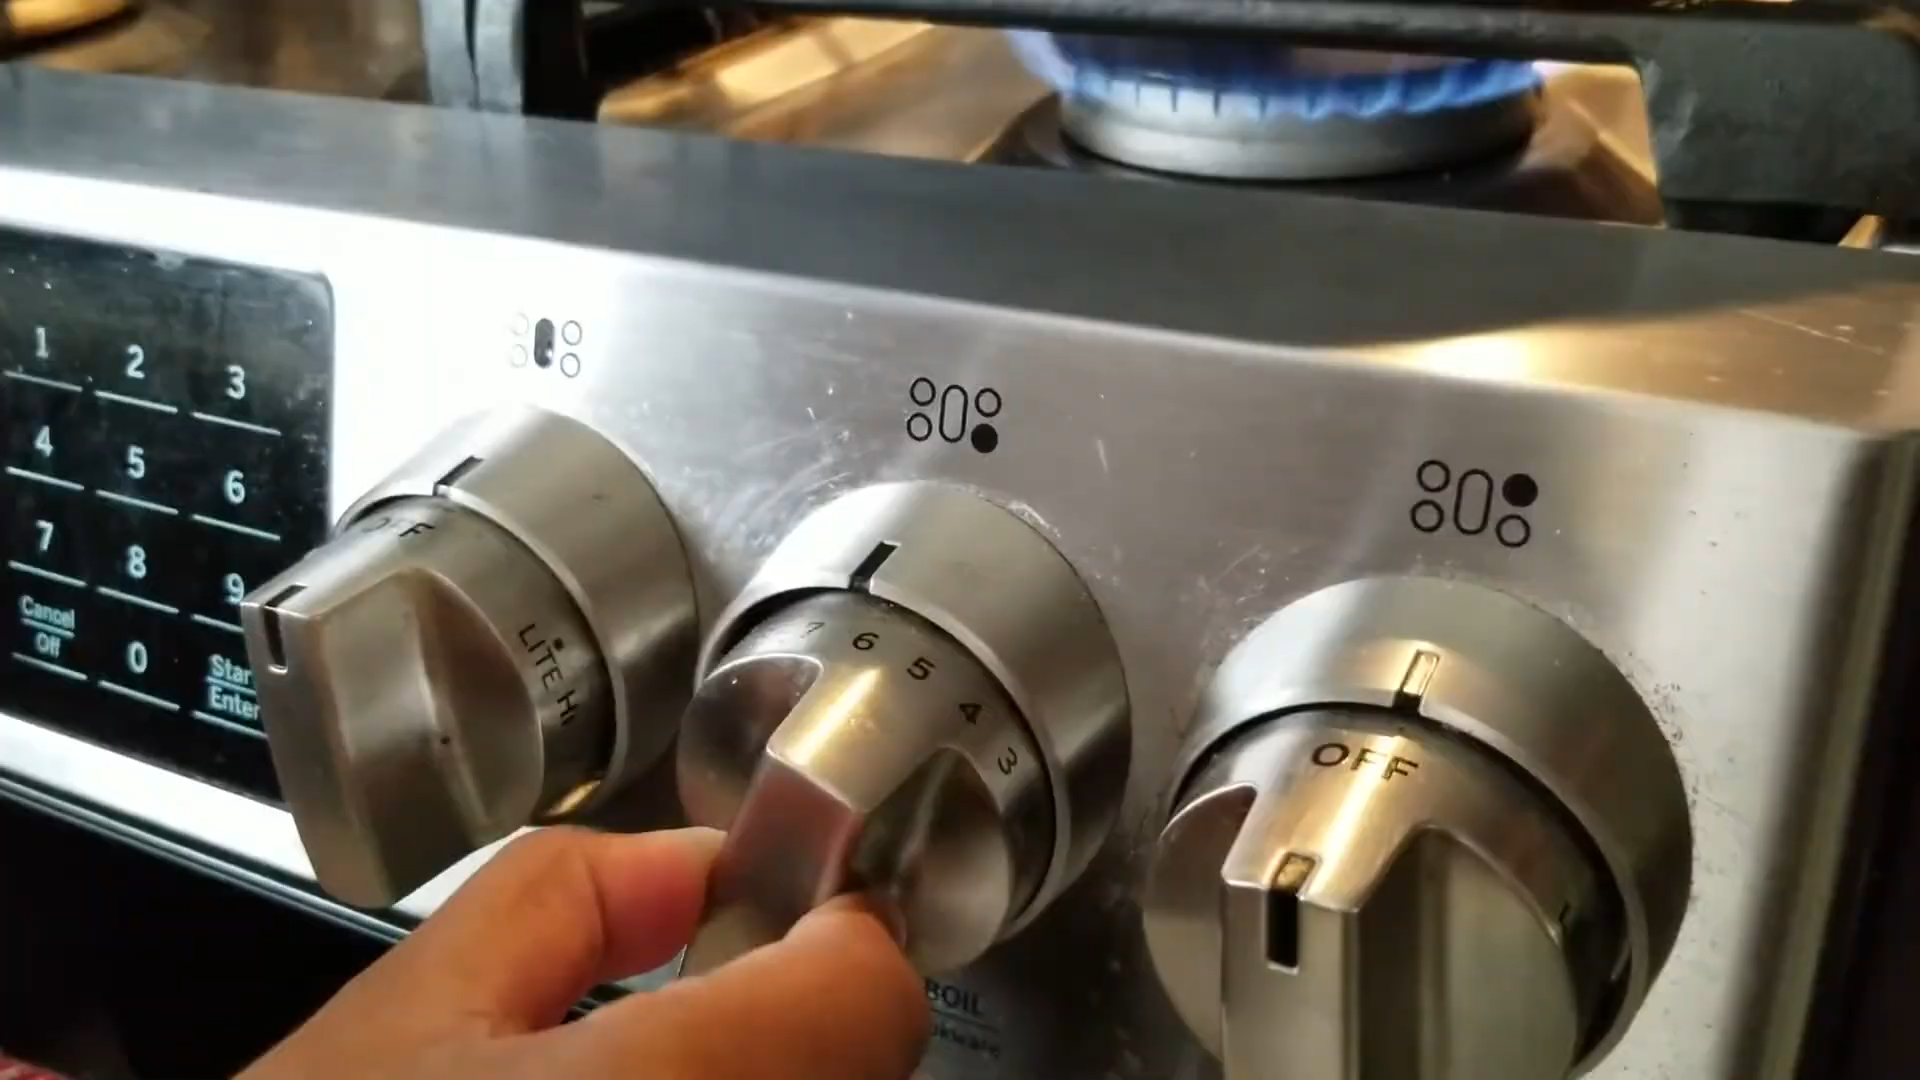 1 2 3
4 5 6
7 8 9
Cancel
Off
0
Start
Enter
OFF
LITE HI
7 6 5 4 3
OFF
BOIL